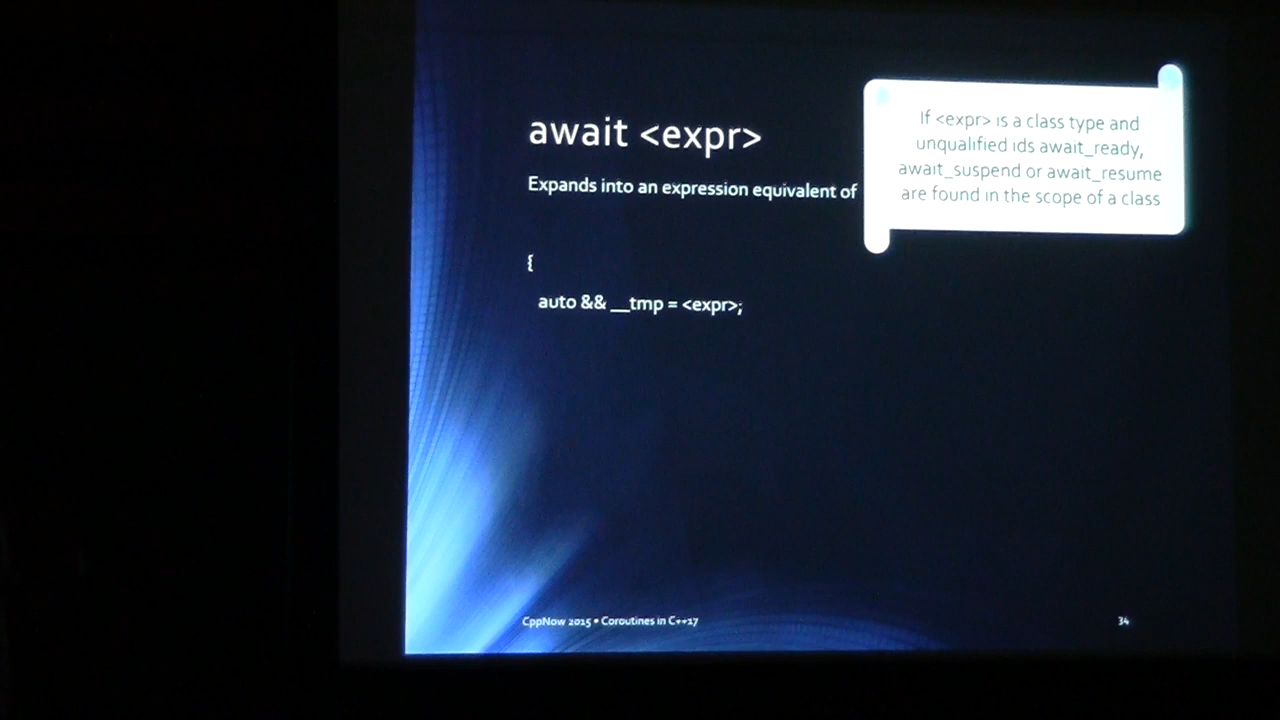 await <expr>
Expands into an expression equivalent of
If <expr> is a class type and
unqualified ids await_ready,
await_suspend or await_resume
are found in the scope of a class
{
auto && __tmp = <expr>;
CppNow 2015 • Coroutines in C++17
34